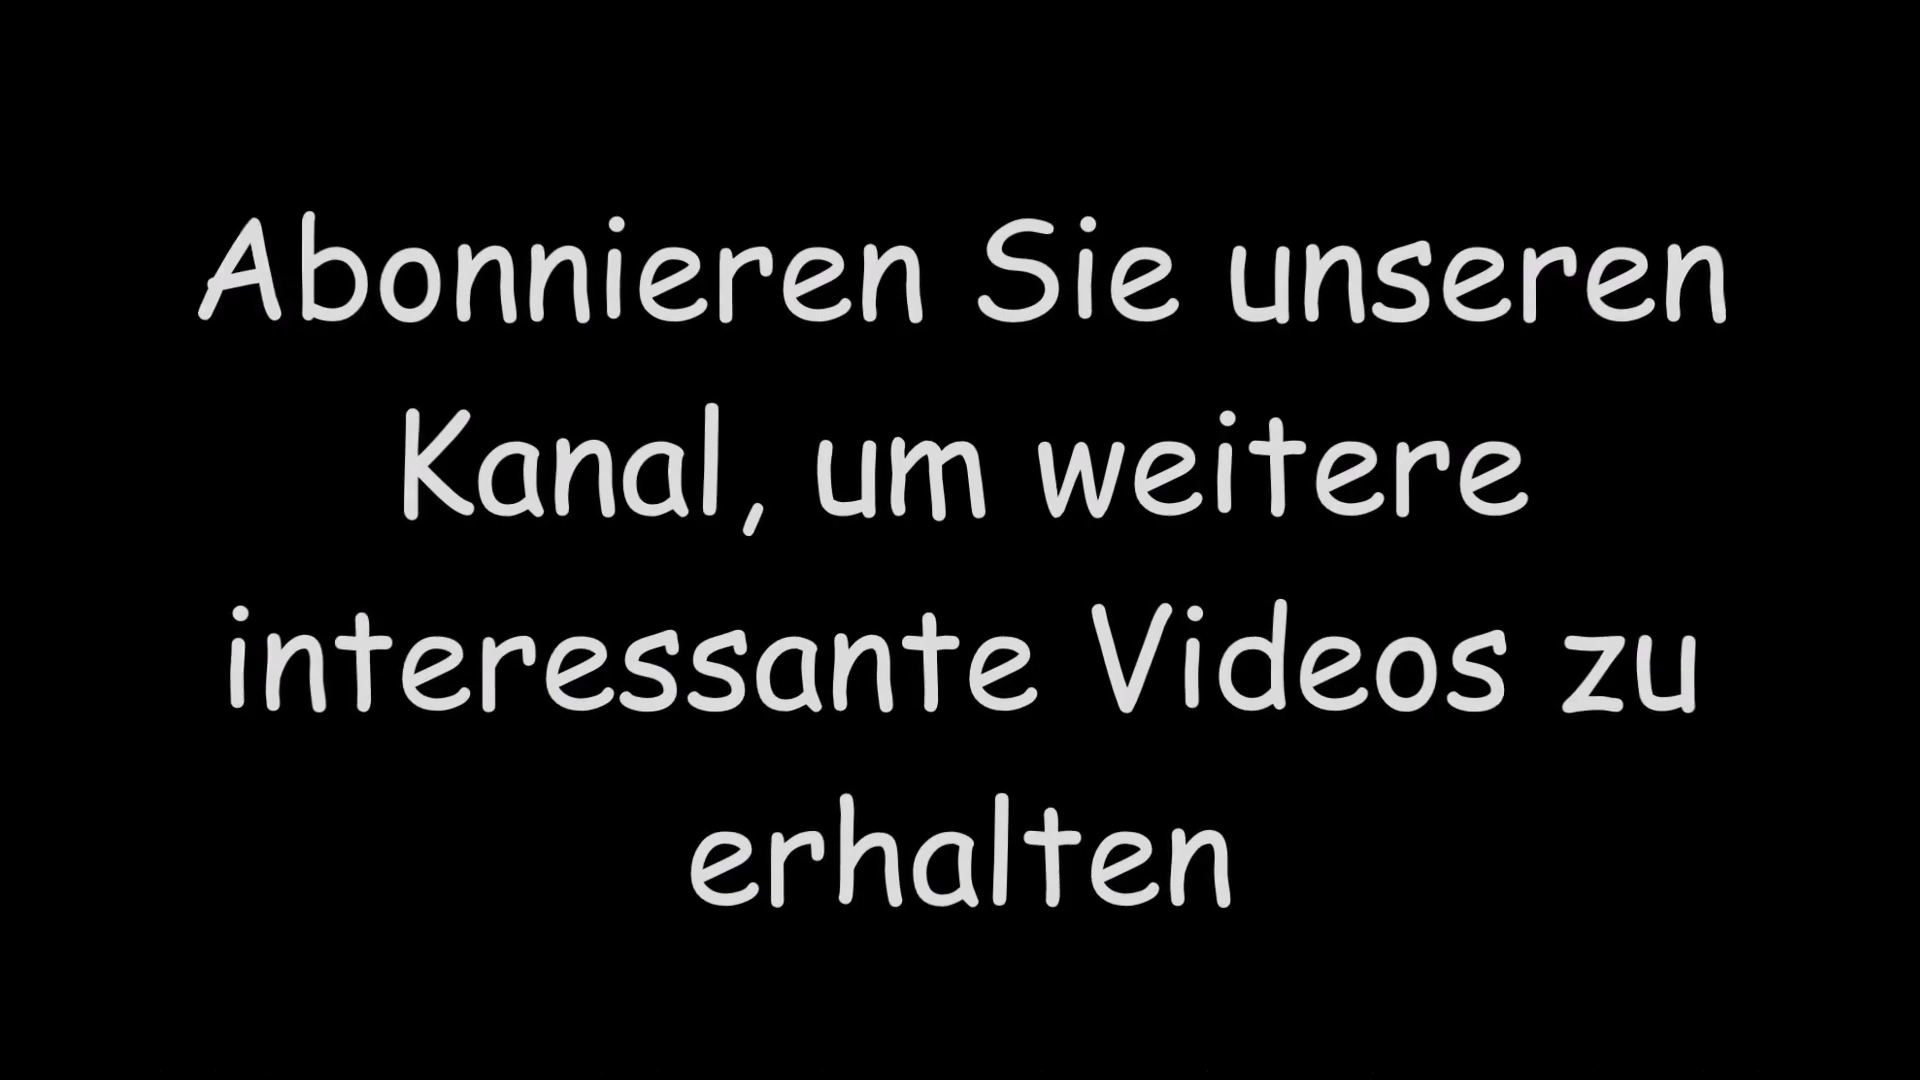 Abonnieren Sie unseren
Kanal, um weitere
interessante Videos zu
erhalten